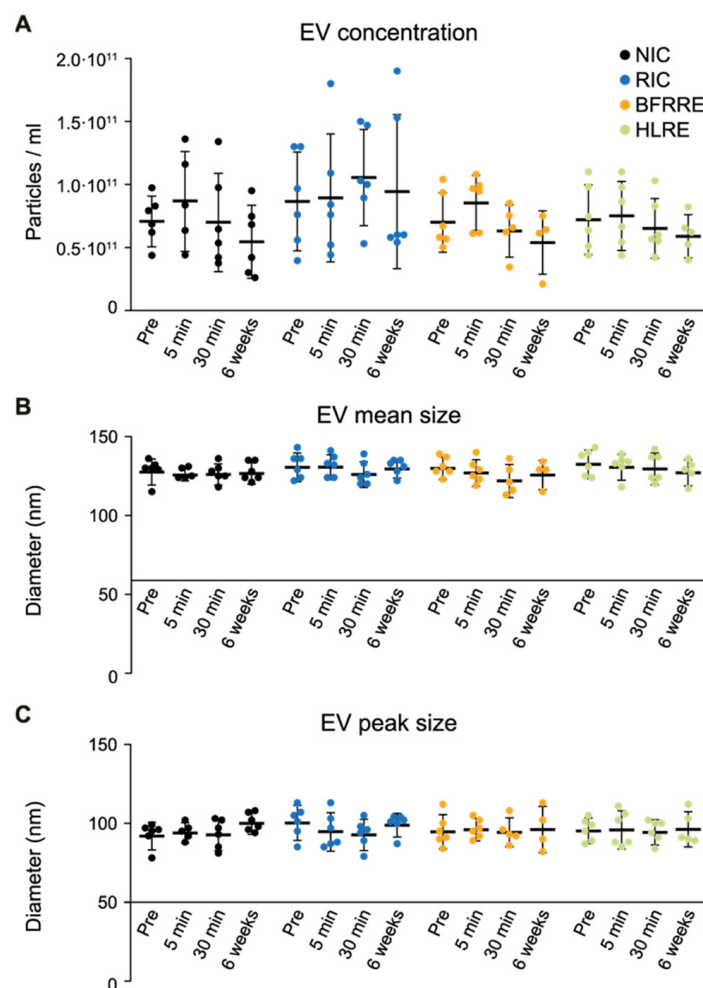 A
EV concentration
NIC
RIC
BFRRE
HLRE
Particles / ml
2.0·10¹¹
1.5·10¹¹
1.0·10¹¹
0.5·10¹¹
0
Pre 5 min 30 min 6 weeks Pre 5 min 30 min 6 weeks Pre 5 min 30 min 6 weeks Pre 5 min 30 min 6 weeks
B
EV mean size
Diameter (nm)
150
100
50
0
Pre 5 min 30 min 6 weeks Pre 5 min 30 min 6 weeks Pre 5 min 30 min 6 weeks Pre 5 min 30 min 6 weeks
C
EV peak size
Diameter (nm)
150
100
50
0
Pre 5 min 30 min 6 weeks Pre 5 min 30 min 6 weeks Pre 5 min 30 min 6 weeks Pre 5 min 30 min 6 weeks